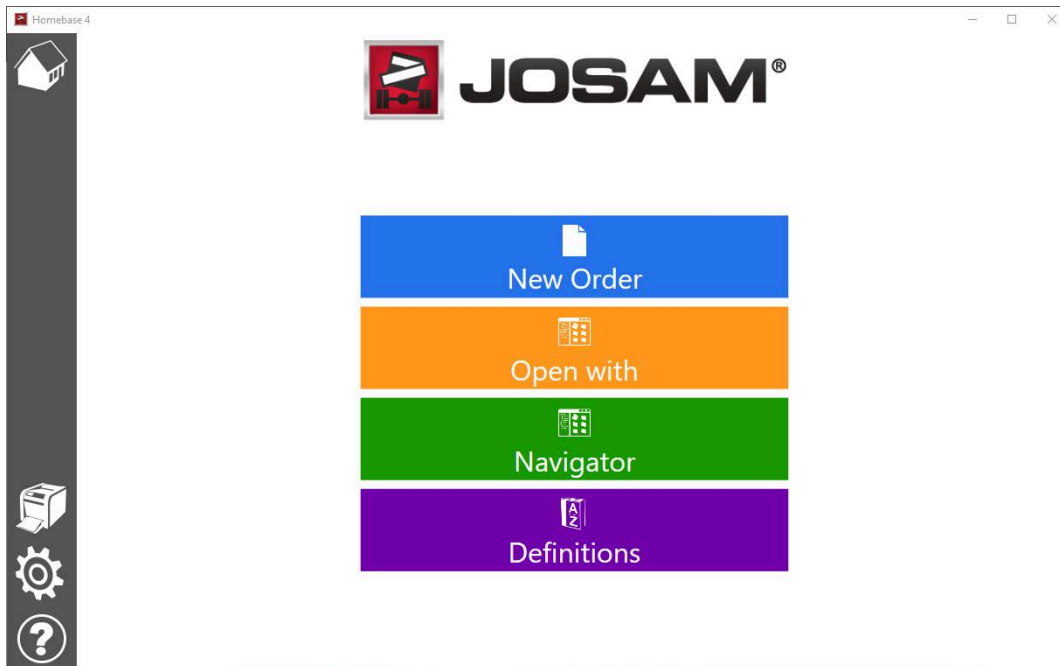 Homebase 4
JOSAM®
New Order
Open with
Navigator
A
Z
Definitions
?